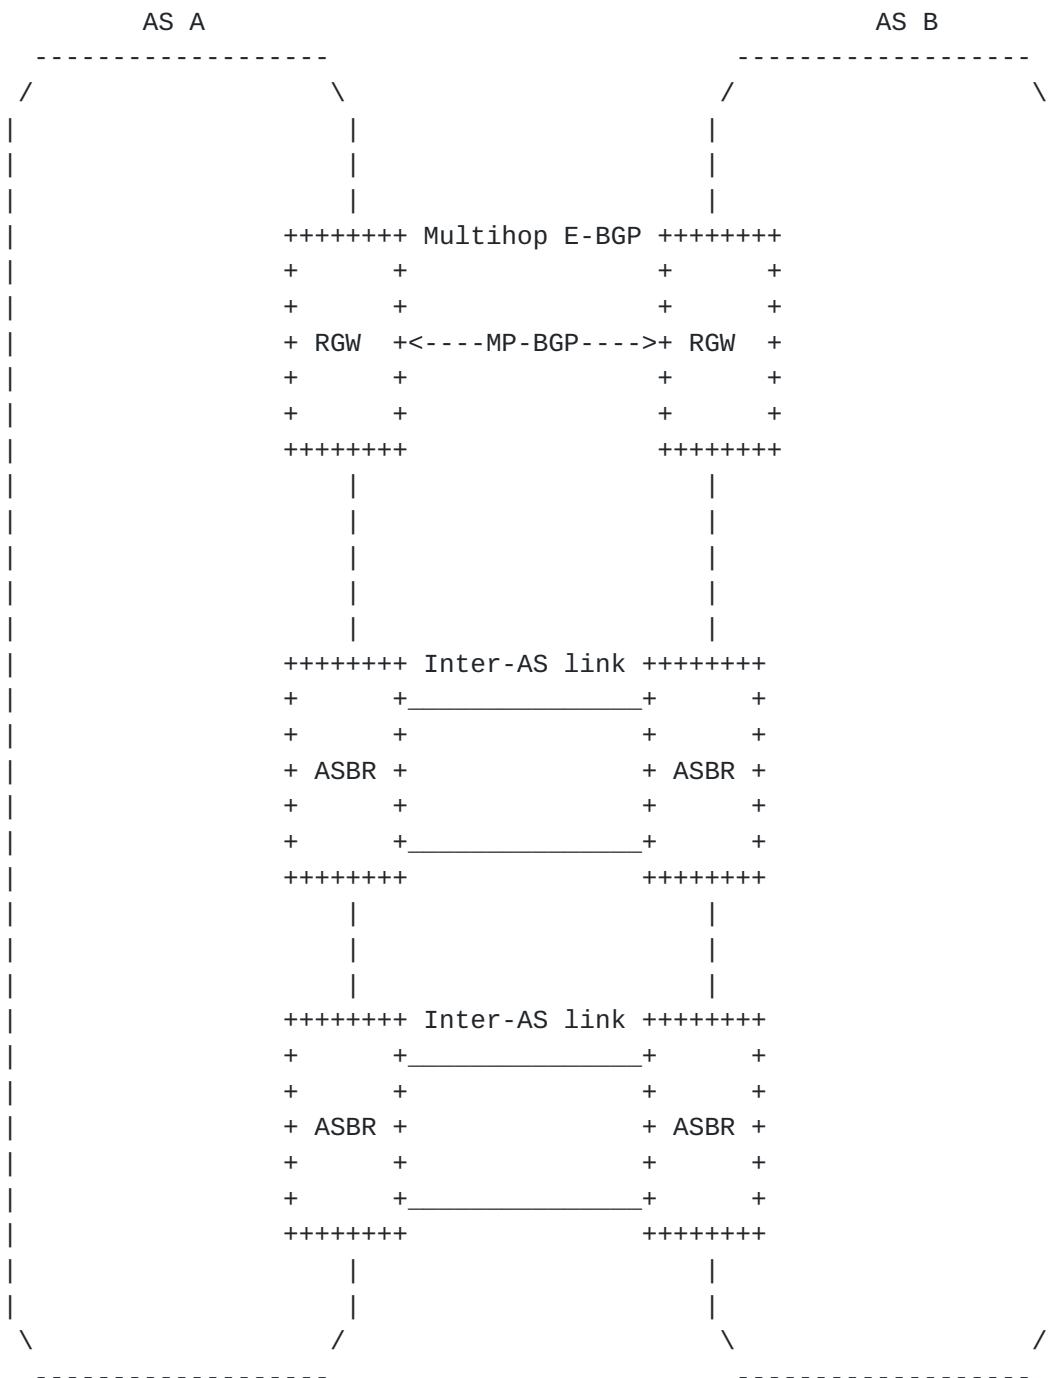 AS A AS B
Multihop E-BGP
RGW <----MP-BGP----> RGW
Inter-AS link
ASBR ASBR
Inter-AS link
ASBR ASBR